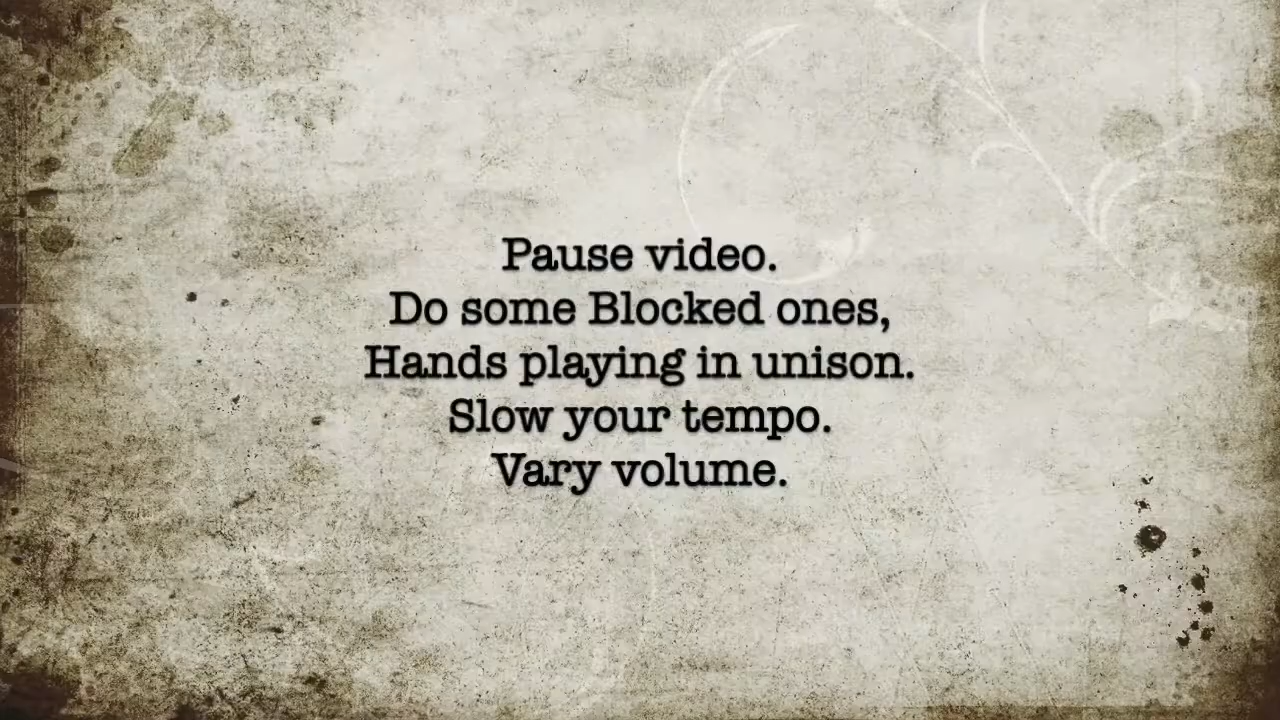 Pause video.
Do some Blocked ones,
Hands playing in unison.
Slow your tempo.
Vary volume.